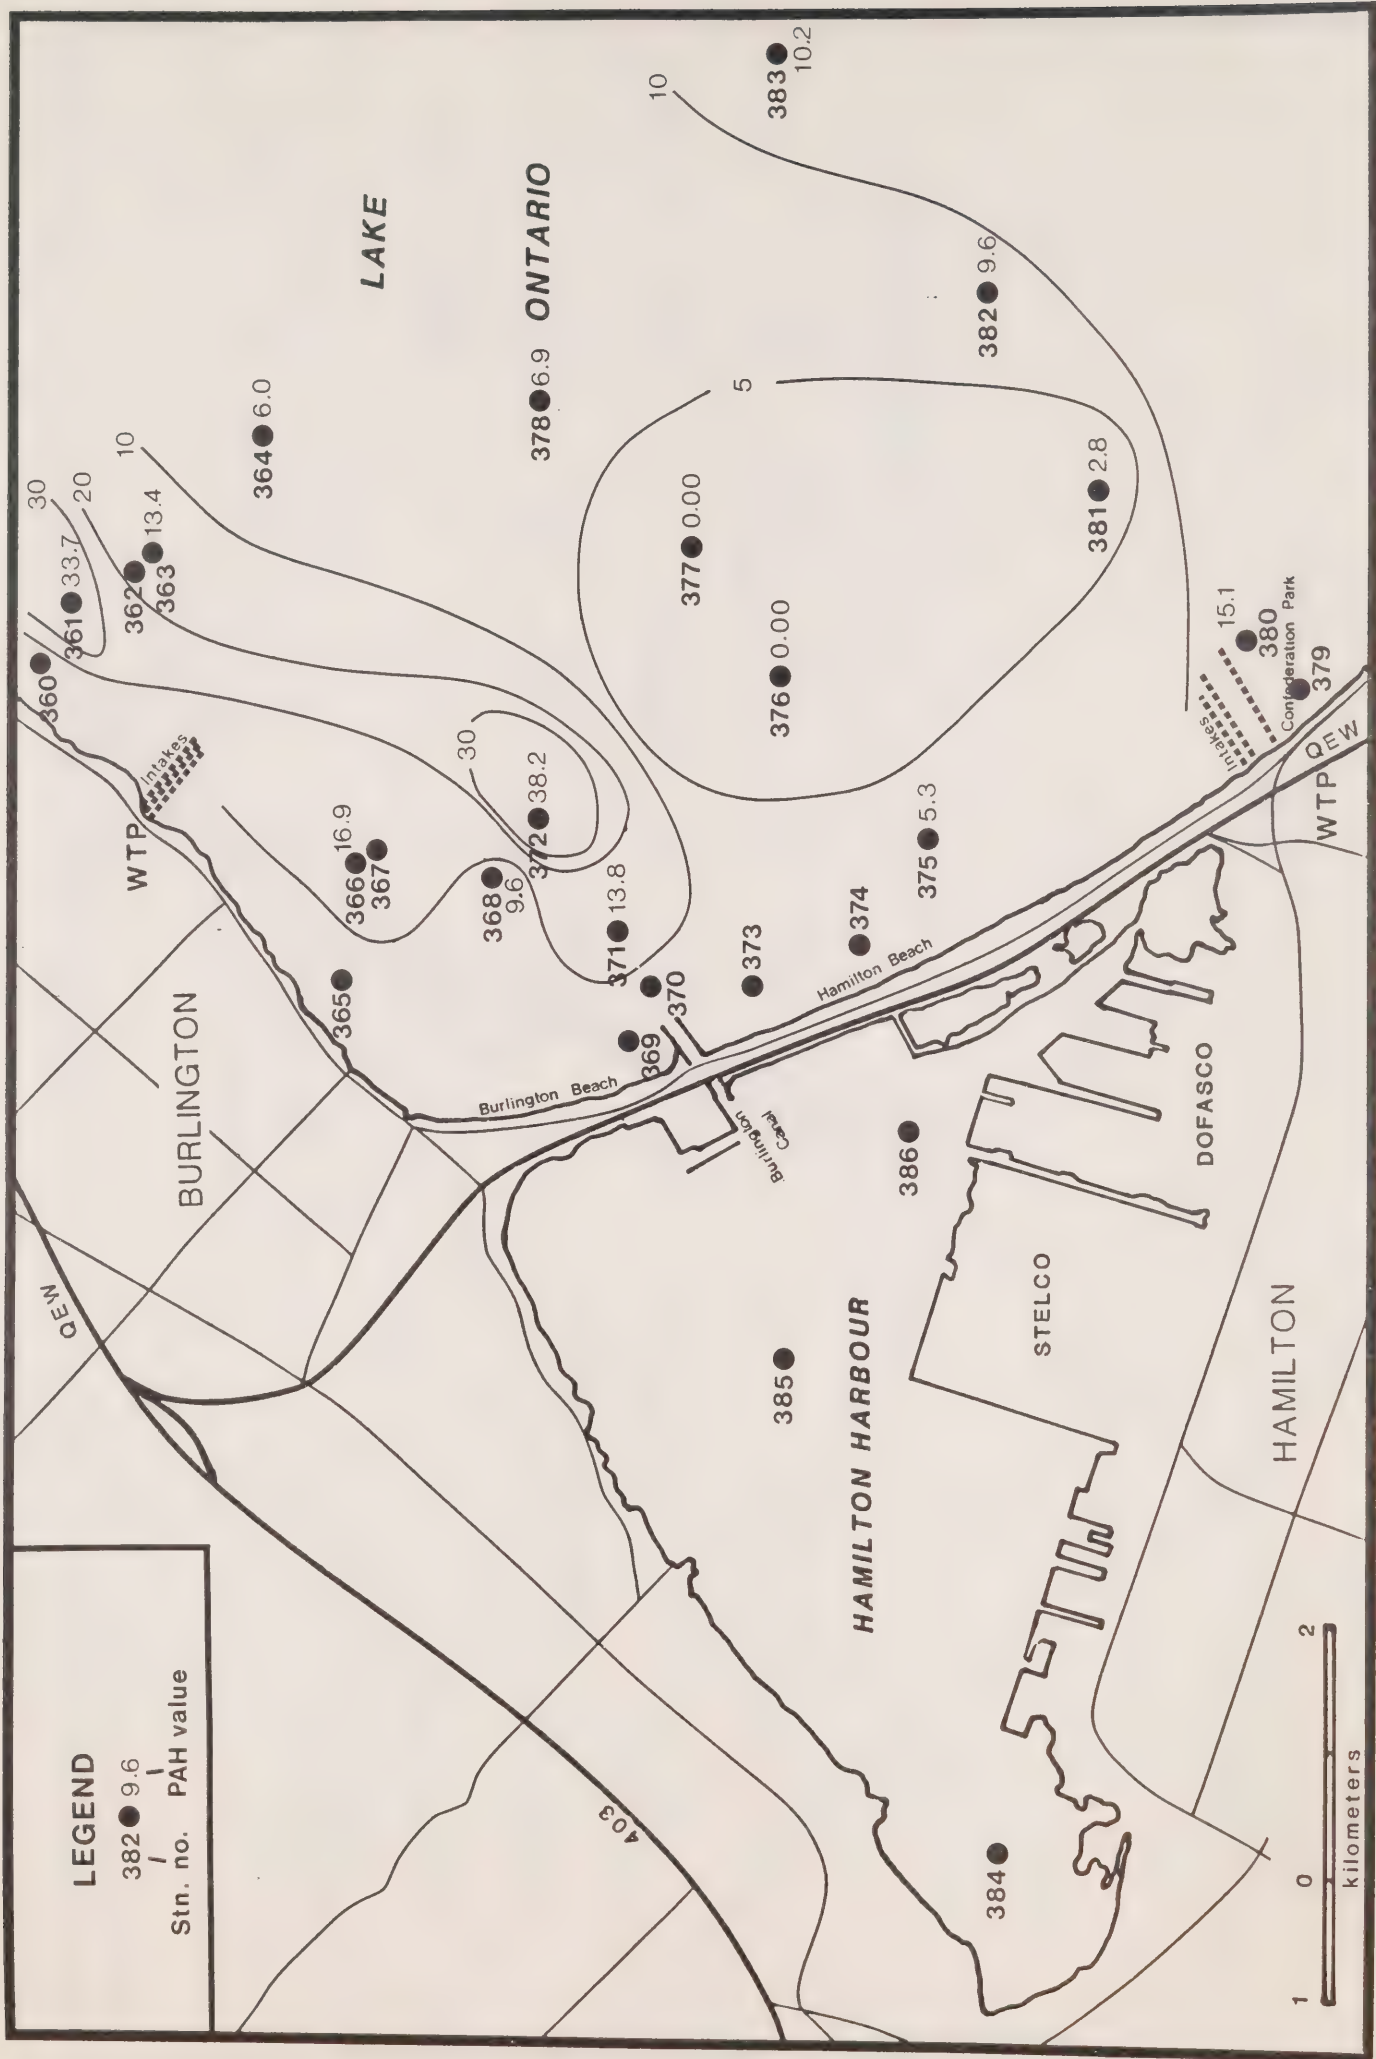 LEGEND
382 9.6
Stn. no. PAH value
QEW
403
BURLINGTON
WTP
Intakes
360
361 33.7
30
20
362
363 13.4
10
364 6.0
LAKE
ONTARIO
365
366 16.9
367
368
9.6
30
372 38.2
378 6.9
371 13.8
369
370
Burlington Beach
Burlington
Canal
373
374
375 5.3
376 0.00
377 0.00
5
10
383
10.2
382 9.6
381 2.8
Hamilton Beach
HAMILTON HARBOUR
384
385
386
STELCO
DOFASCO
HAMILTON
Intakes
15.1
380
Confederation Park
379
QEW
WTP
1 0 2
kilometers